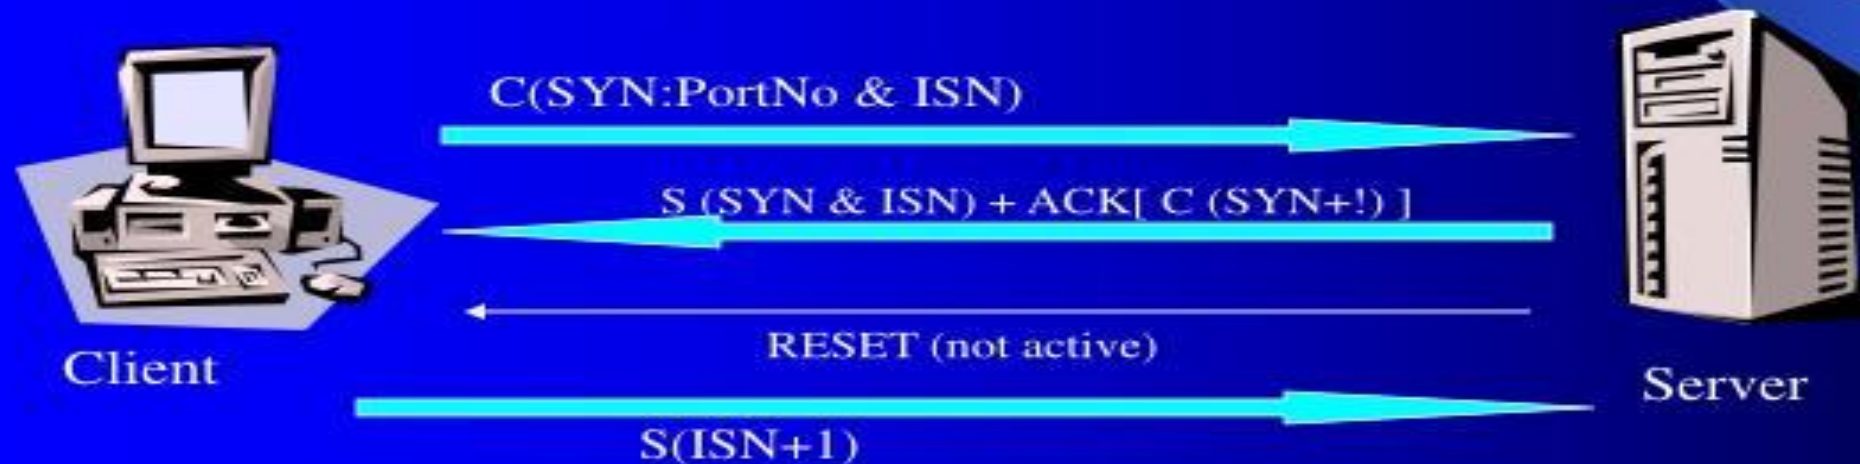 C(SYN:PortNo & ISN)
S (SYN & ISN) + ACK[ C (SYN+!) ]
RESET (not active)
Client
Server
S(ISN+1)